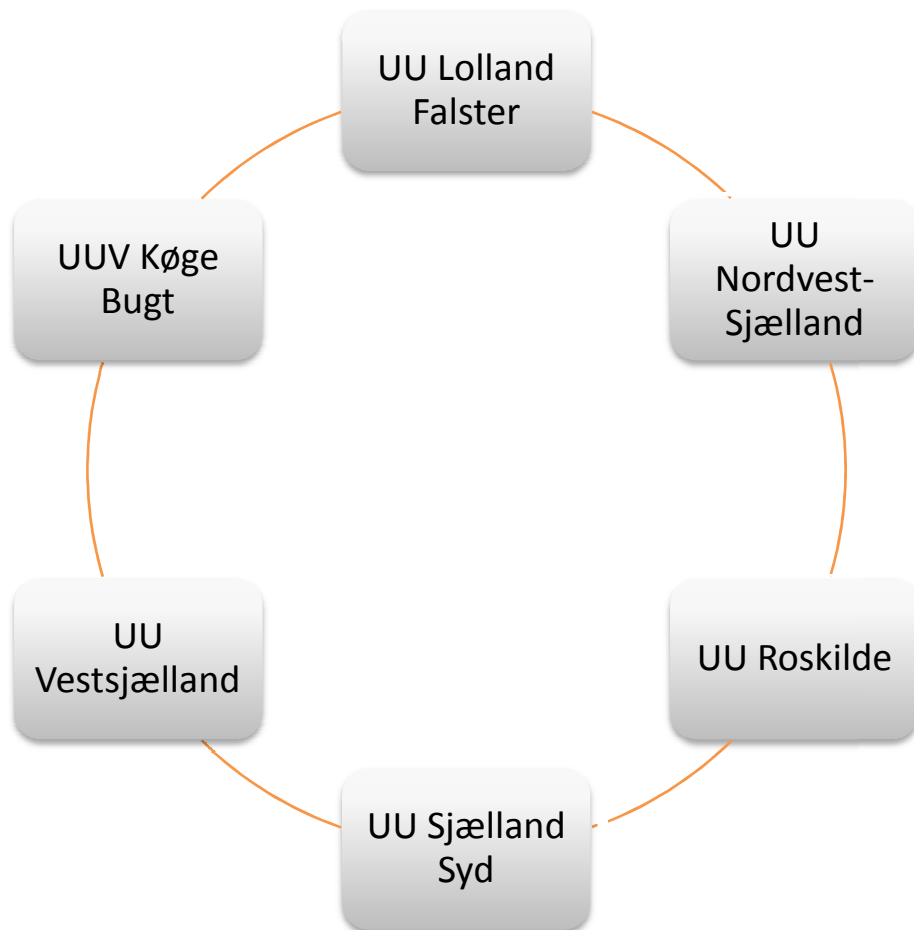 UU Lolland
Falster
UU
Nordvest-
Sjælland
UU Roskilde
UU Sjælland
Syd
UU
Vestsjælland
UUV Køge
Bugt